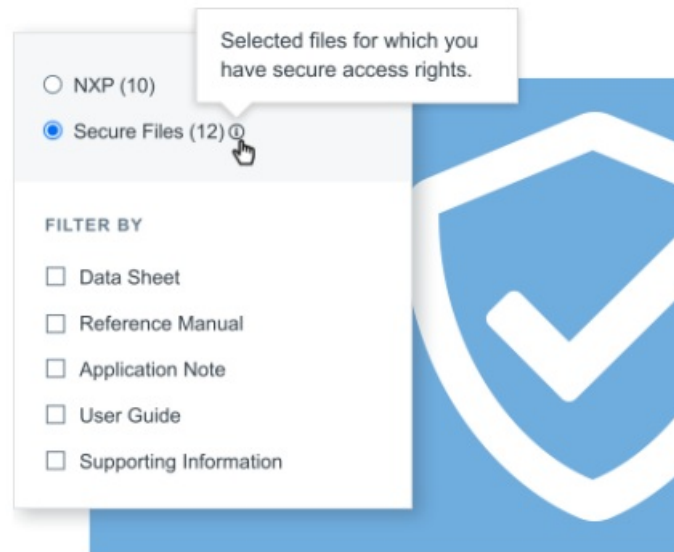 Selected files for which you
have secure access rights.
NXP (10)
Secure Files (12)
FILTER BY
Data Sheet
Reference Manual
Application Note
User Guide
Supporting Information